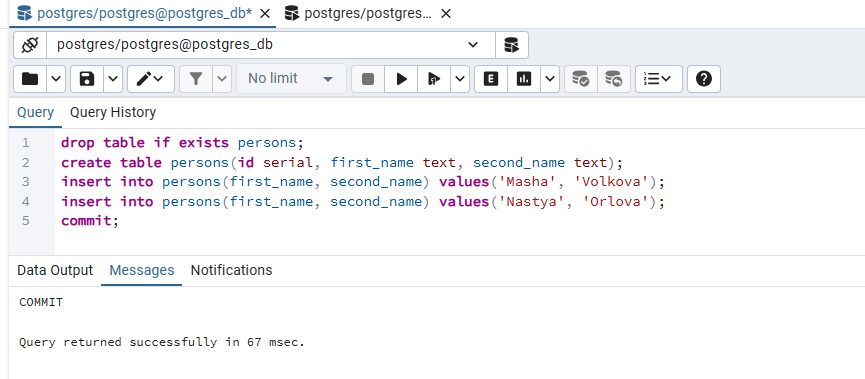 postgres/postgres@postgres_db* postgres/postgres...
postgres/postgres@postgres_db
No limit E
Query Query History
1 drop table if exists persons;
2 create table persons(id serial, first_name text, second_name text);
3 insert into persons(first_name, second_name) values('Masha', 'Volkova');
4 insert into persons(first_name, second_name) values('Nastya', 'Orlova');
5 commit;
Data Output Messages Notifications
COMMIT
Query returned successfully in 67 msec.